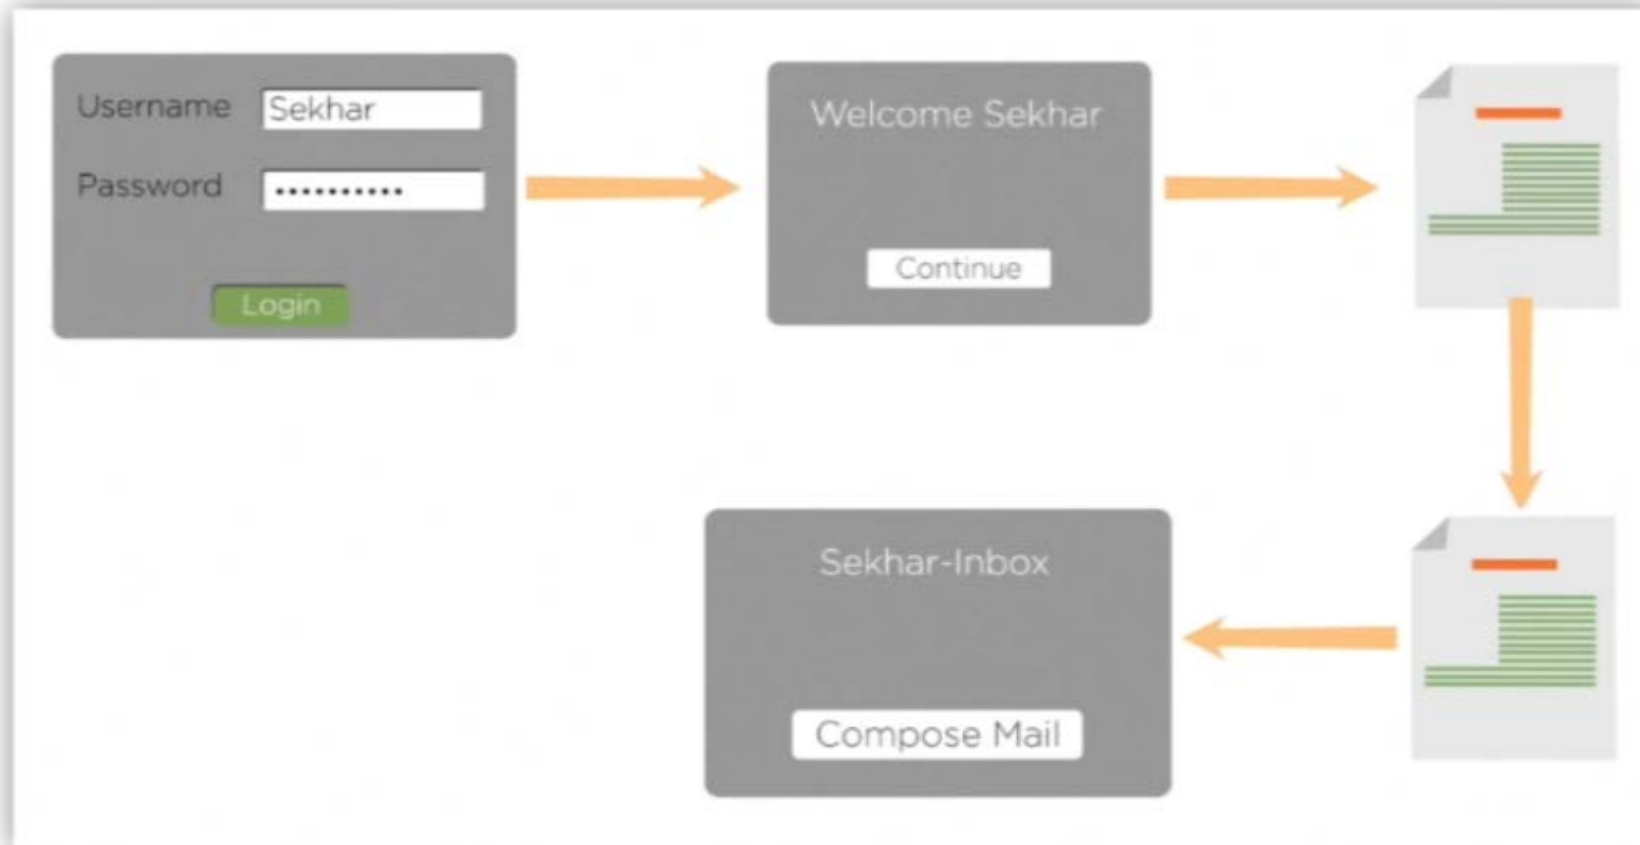 Username Sekhar
Password ••••••••••
Login
Welcome Sekhar
Continue
Sekhar-Inbox
Compose Mail